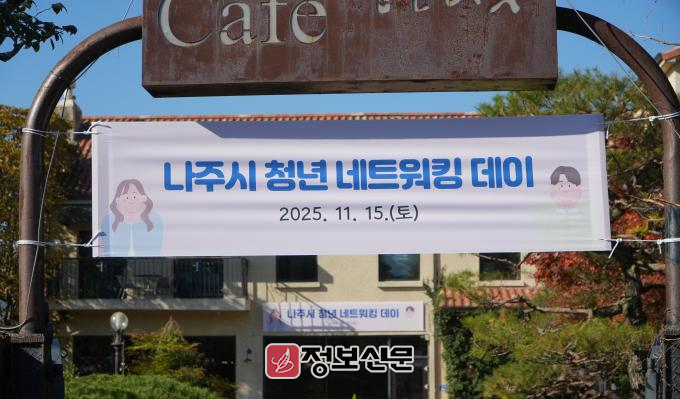 Cafe
나주시 청년 네트워킹 데이
2025. 11. 15.(토)
나주시 청년 네트워킹 데이
정보신문